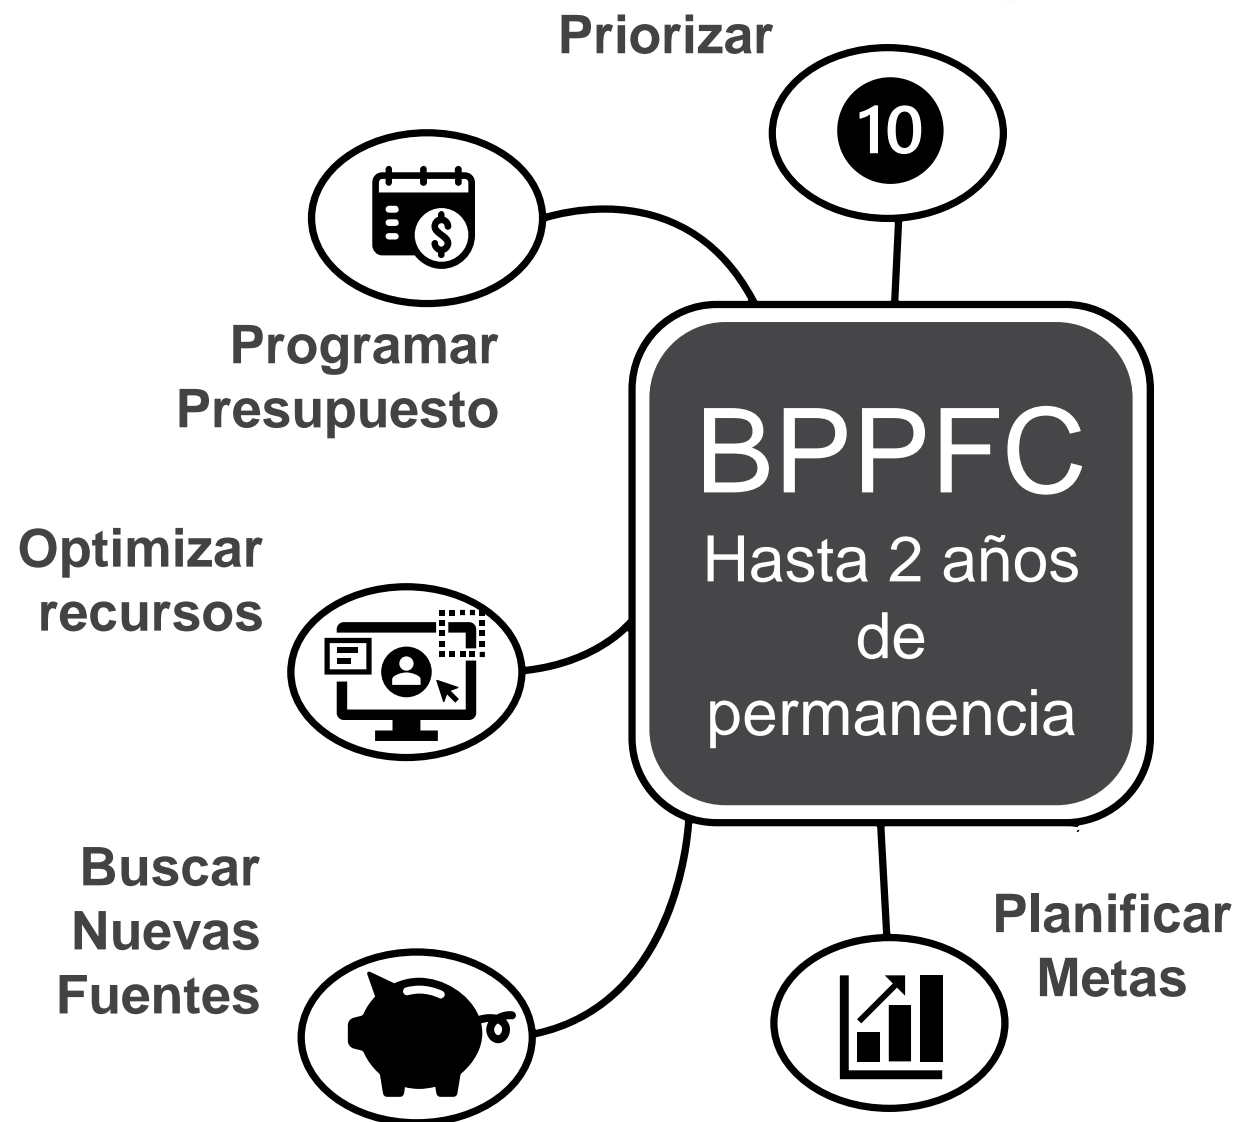 Priorizar
10
$
Programar
Presupuesto
BPPFC
Hasta 2 años
de
permanencia
Optimizar
recursos
Buscar
Nuevas
Fuentes
Planificar
Metas